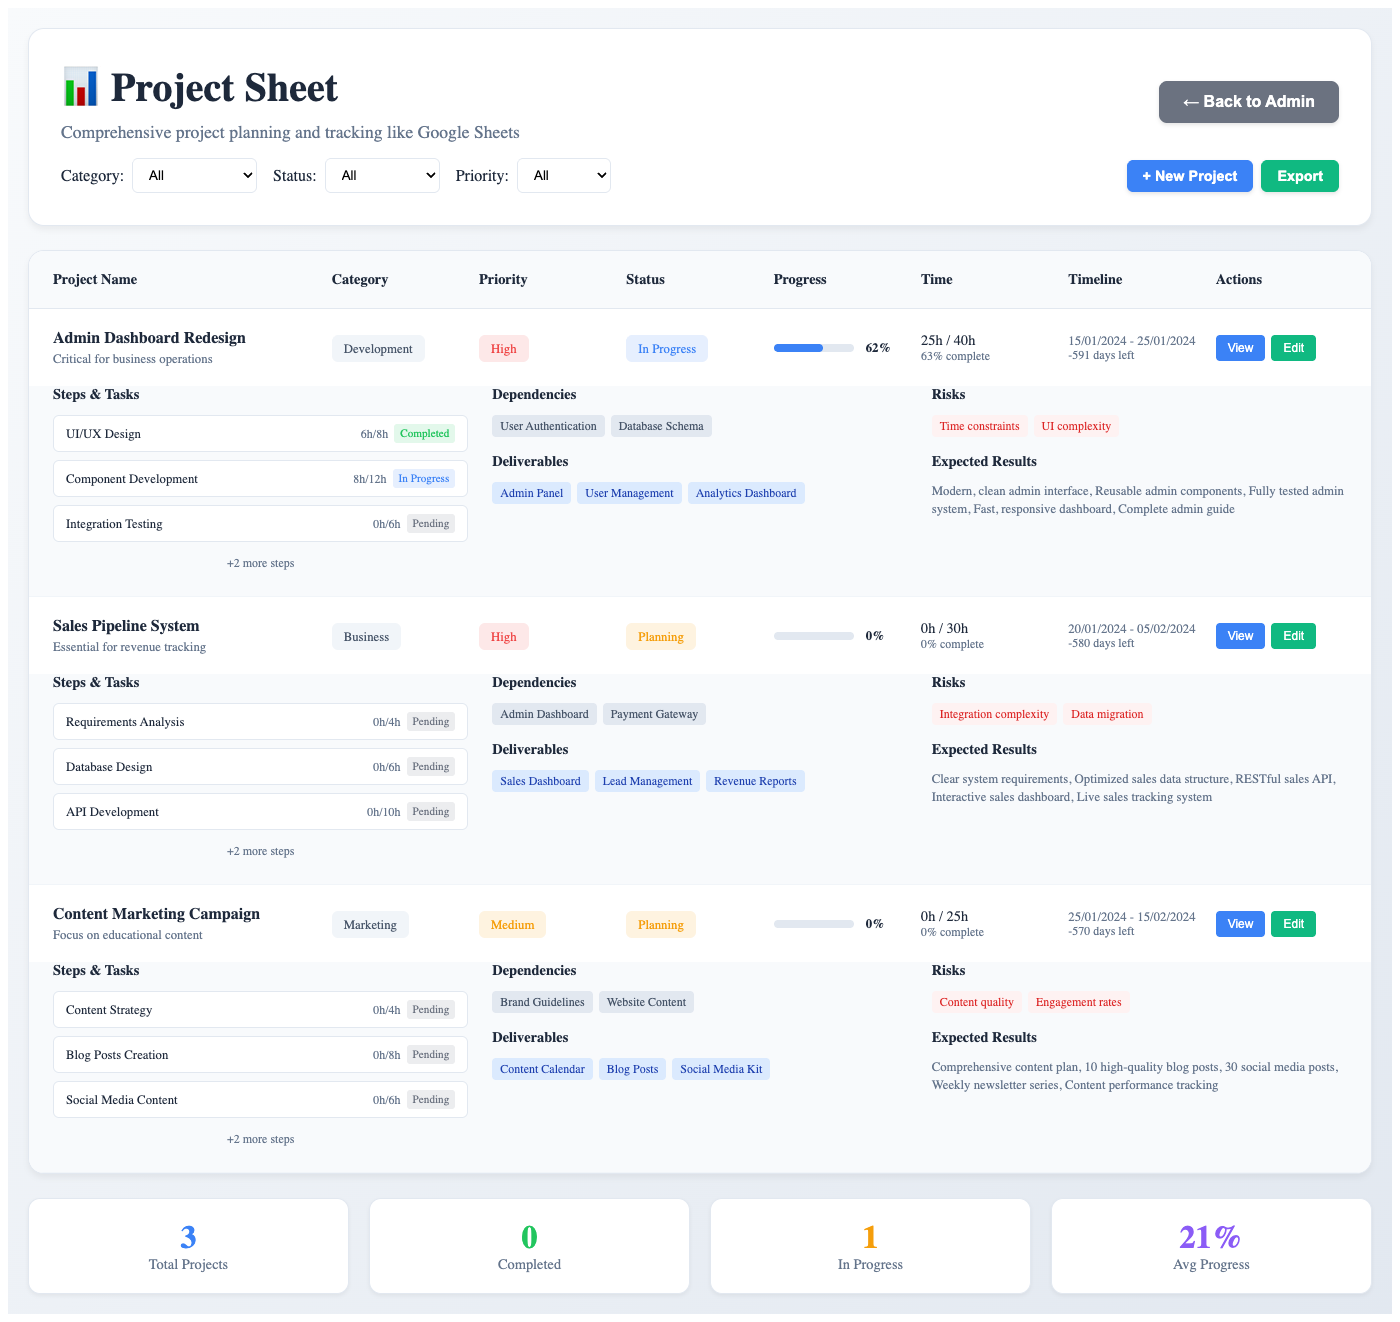 Project Sheet
← Back to Admin
Comprehensive project planning and tracking like Google Sheets
Category: All Status: All Priority: All + New Project Export
Project Name Category Priority Status Progress Time Timeline Actions
Admin Dashboard Redesign
Critical for business operations
Development High In Progress 62%
25h / 40h
63% complete
15/01/2024 - 25/01/2024
-591 days left
View Edit
Steps & Tasks
UI/UX Design 6h/8h Completed
Component Development 8h/12h In Progress
Integration Testing 0h/6h Pending
+2 more steps
Dependencies
User Authentication Database Schema
Deliverables
Admin Panel User Management Analytics Dashboard
Risks
Time constraints UI complexity
Expected Results
Modern, clean admin interface, Reusable admin components, Fully tested admin
system, Fast, responsive dashboard, Complete admin guide
Sales Pipeline System
Essential for revenue tracking
Business High Planning 0%
0h / 30h
0% complete
20/01/2024 - 05/02/2024
-580 days left
View Edit
Steps & Tasks
Requirements Analysis 0h/4h Pending
Database Design 0h/6h Pending
API Development 0h/10h Pending
+2 more steps
Dependencies
Admin Dashboard Payment Gateway
Deliverables
Sales Dashboard Lead Management Revenue Reports
Risks
Integration complexity Data migration
Expected Results
Clear system requirements, Optimized sales data structure, RESTful sales API,
Interactive sales dashboard, Live sales tracking system
Content Marketing Campaign
Focus on educational content
Marketing Medium Planning 0%
0h / 25h
0% complete
25/01/2024 - 15/02/2024
-570 days left
View Edit
Steps & Tasks
Content Strategy 0h/4h Pending
Blog Posts Creation 0h/8h Pending
Social Media Content 0h/6h Pending
+2 more steps
Dependencies
Brand Guidelines Website Content
Deliverables
Content Calendar Blog Posts Social Media Kit
Risks
Content quality Engagement rates
Expected Results
Comprehensive content plan, 10 high-quality blog posts, 30 social media posts,
Weekly newsletter series, Content performance tracking
3
Total Projects
0
Completed
1
In Progress
21%
Avg Progress